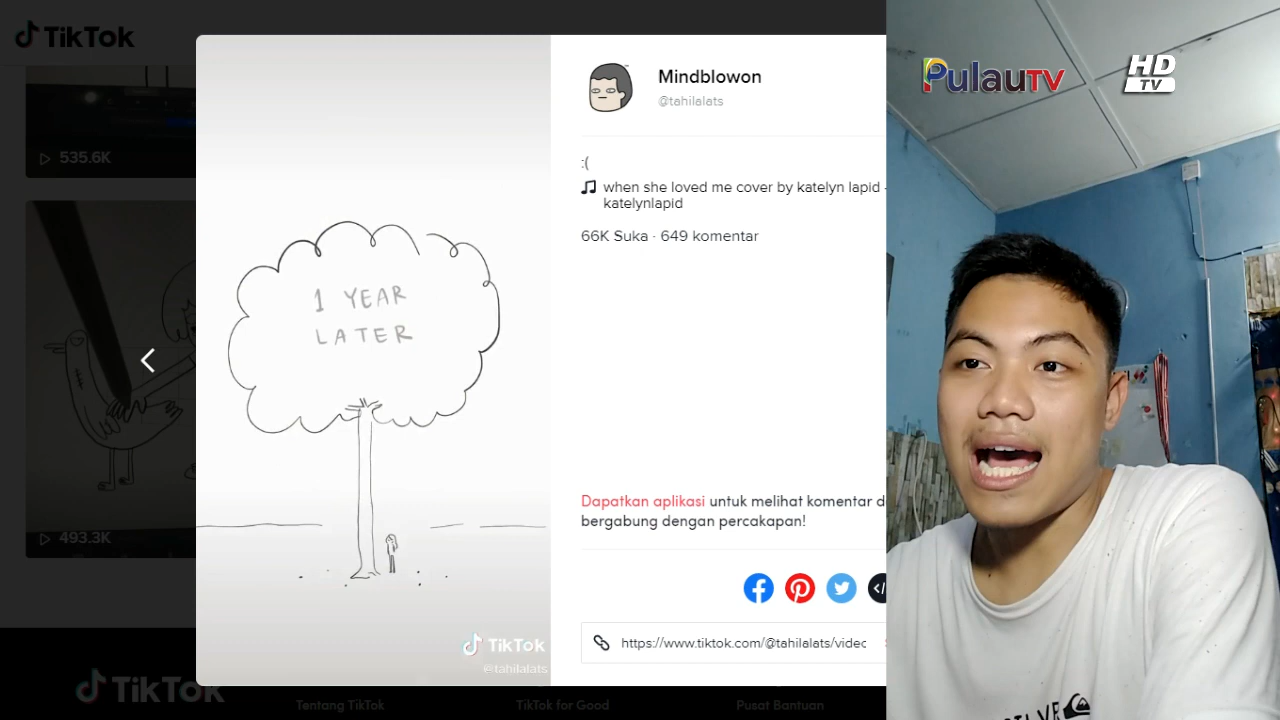 TikTok
535.6K
493.3K
1 YEAR
LATER
TikTok
@tahilalats
Mindblowon
@tahilalats
:(
when she loved me cover by katelyn lapid -
katelynlapid
66K Suka · 649 komentar
Dapatkan aplikasi untuk melihat komentar d
bergabung dengan percakapan!
https://www.tiktok.com/@tahilalats/videc
TikTok
Tentang TikTok
TikTok for Good
Pusat Bantuan
PulauTV
HD
TV